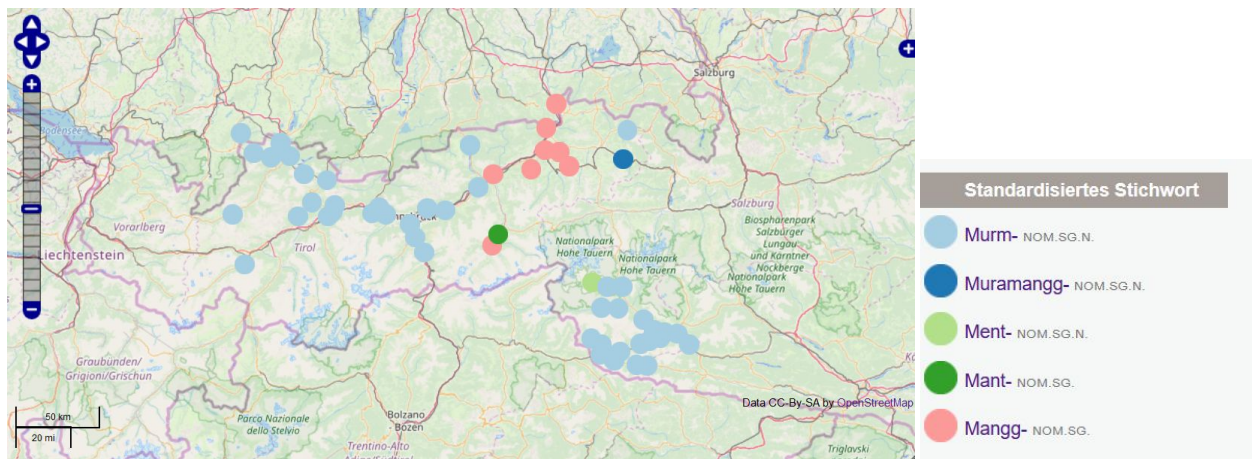 Salzburg
Bodensee
Innsbruck
Vorarlberg
Liechtenstein
Tirol
Salzburg
Biosphärenpark
Salzburger
Lungau
und Kärntner
Nockberge
Nationalpark
Hohe Tauern
Nationalpark
Hohe Tauern
Nationalpark
Hohe Tauern
Graubünden/
Grigioni/Grischun
50 km
20 mi
Parco Nazionale
dello Stelvio
Bolzano
- Bozen
Trentino-Alto
Data CC-By-SA by OpenStreetMap
Triglavski
Standardisiertes Stichwort
Murm- NOM.SG.N.
Muramangg- NOM.SG.N.
Ment- NOM.SG.N.
Mant- NOM.SG.
Mangg- NOM.SG.